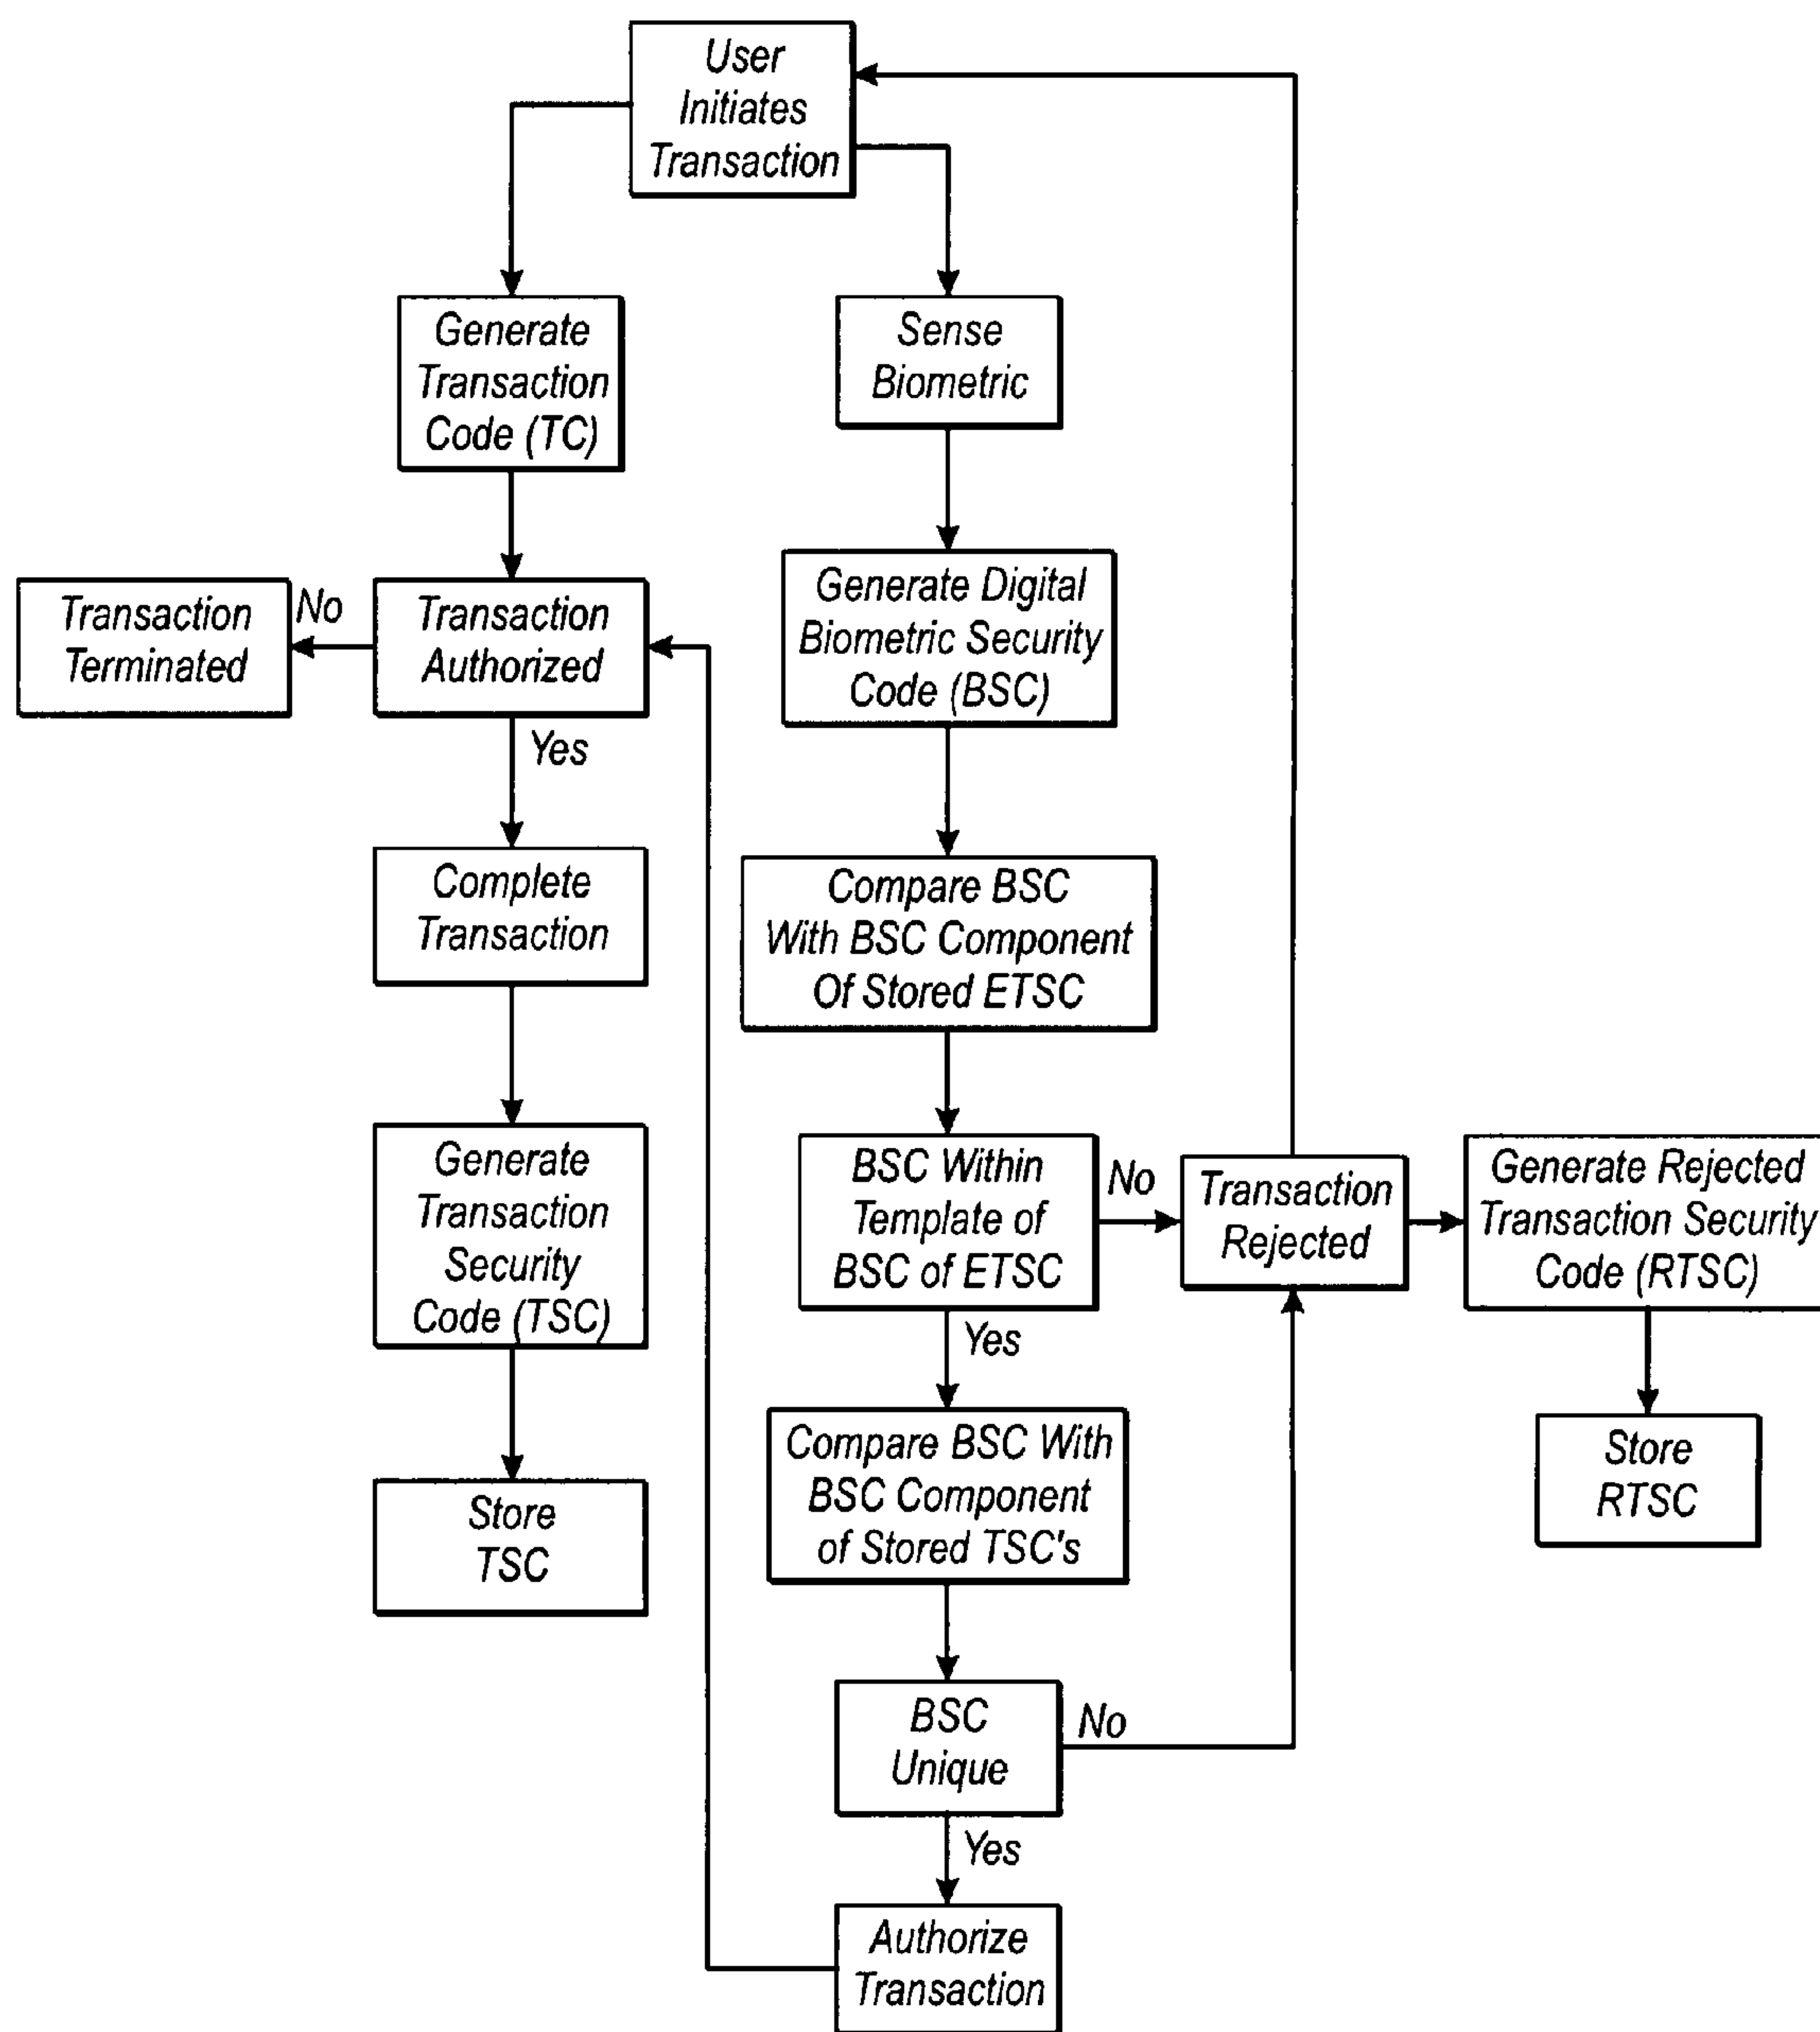 User
Initiates
Transaction
Generate
Transaction
Code (TC)
Sense
Biometric
Transaction
Terminated
No
Transaction
Authorized
Yes
Generate Digital
Biometric Security
Code (BSC)
Complete
Transaction
Compare BSC
With BSC Component
Of Stored ETSC
Generate
Transaction
Security
Code (TSC)
BSC Within
Template of
BSC of ETSC
No
Transaction
Rejected
Generate Rejected
Transaction Security
Code (RTSC)
Yes
Store
TSC
Compare BSC With
BSC Component
of Stored TSC's
Store
RTSC
BSC
Unique
No
Yes
Authorize
Transaction